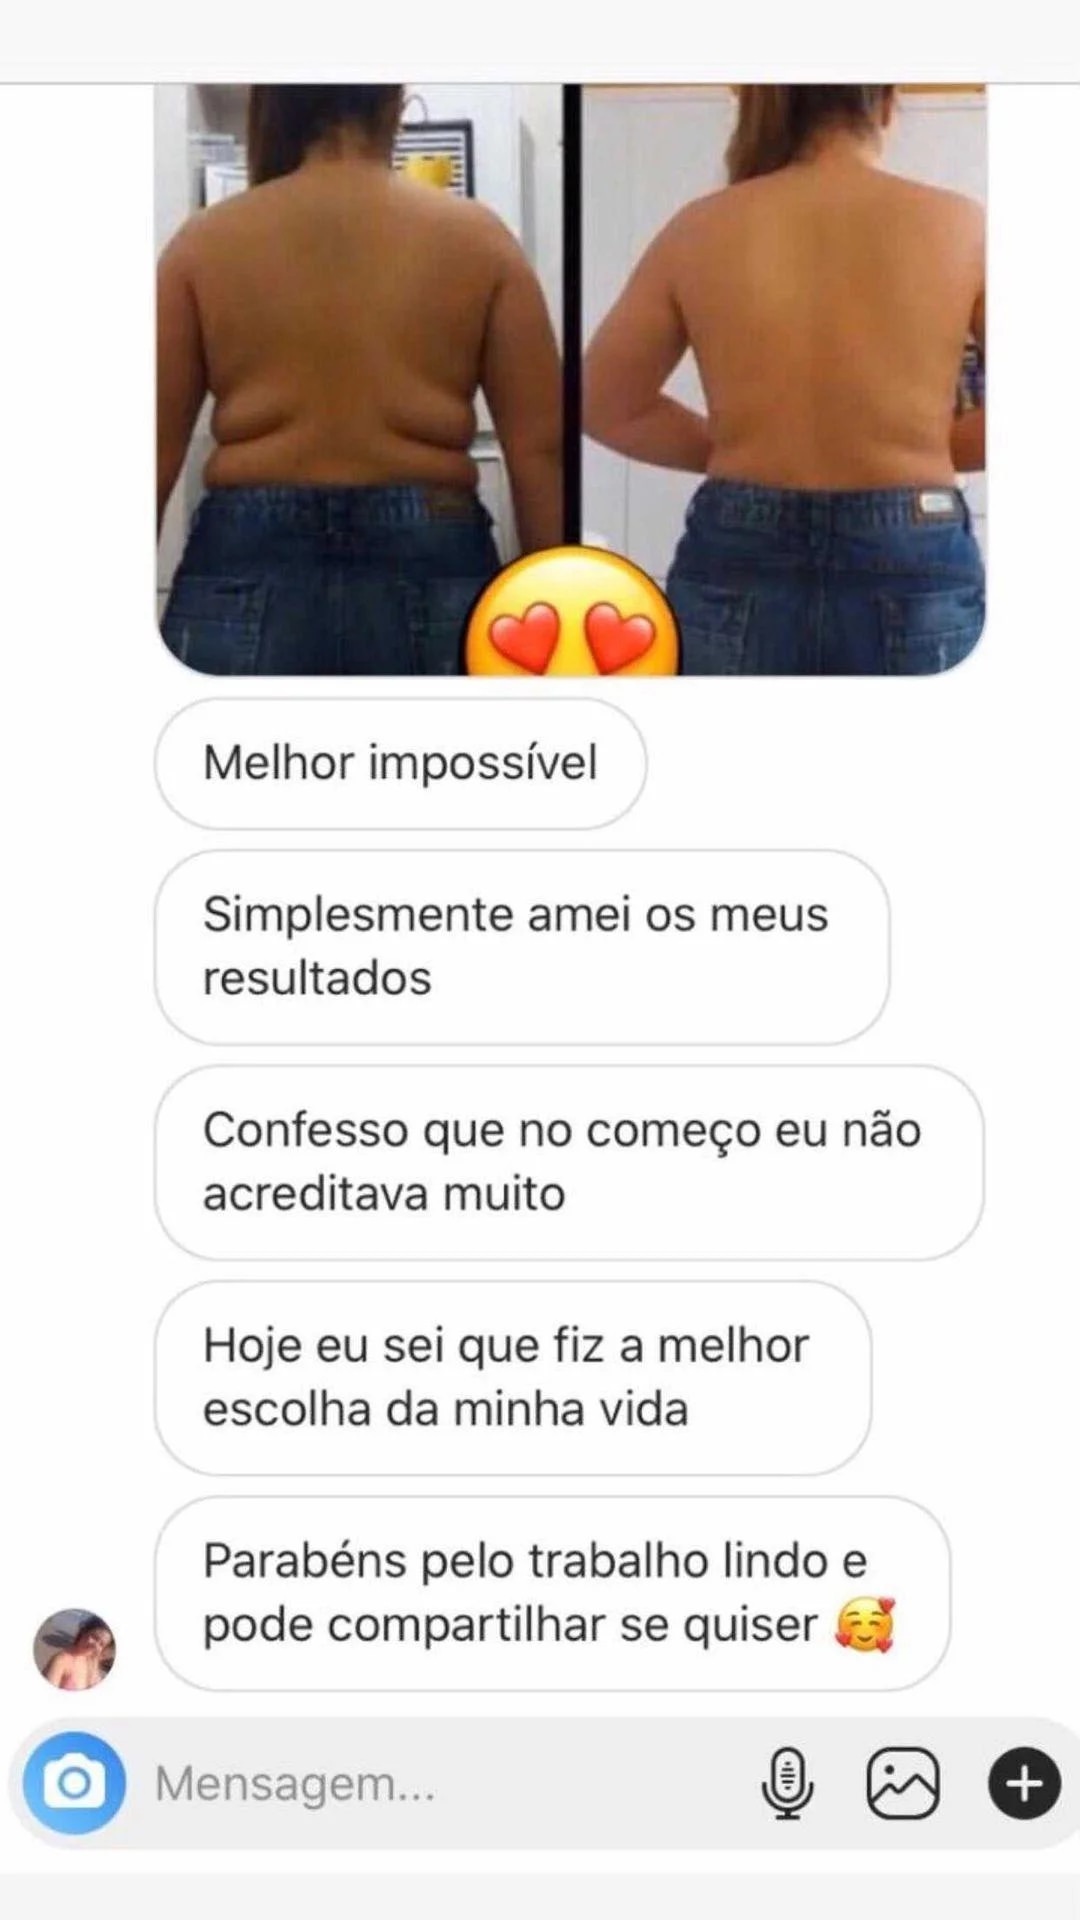 Melhor impossível
Simplesmente amei os meus
resultados
Confesso que no começo eu não
acreditava muito
Hoje eu sei que fiz a melhor
escolha da minha vida
Parabéns pelo trabalho lindo e
pode compartilhar se quiser 🥰
Mensagem...